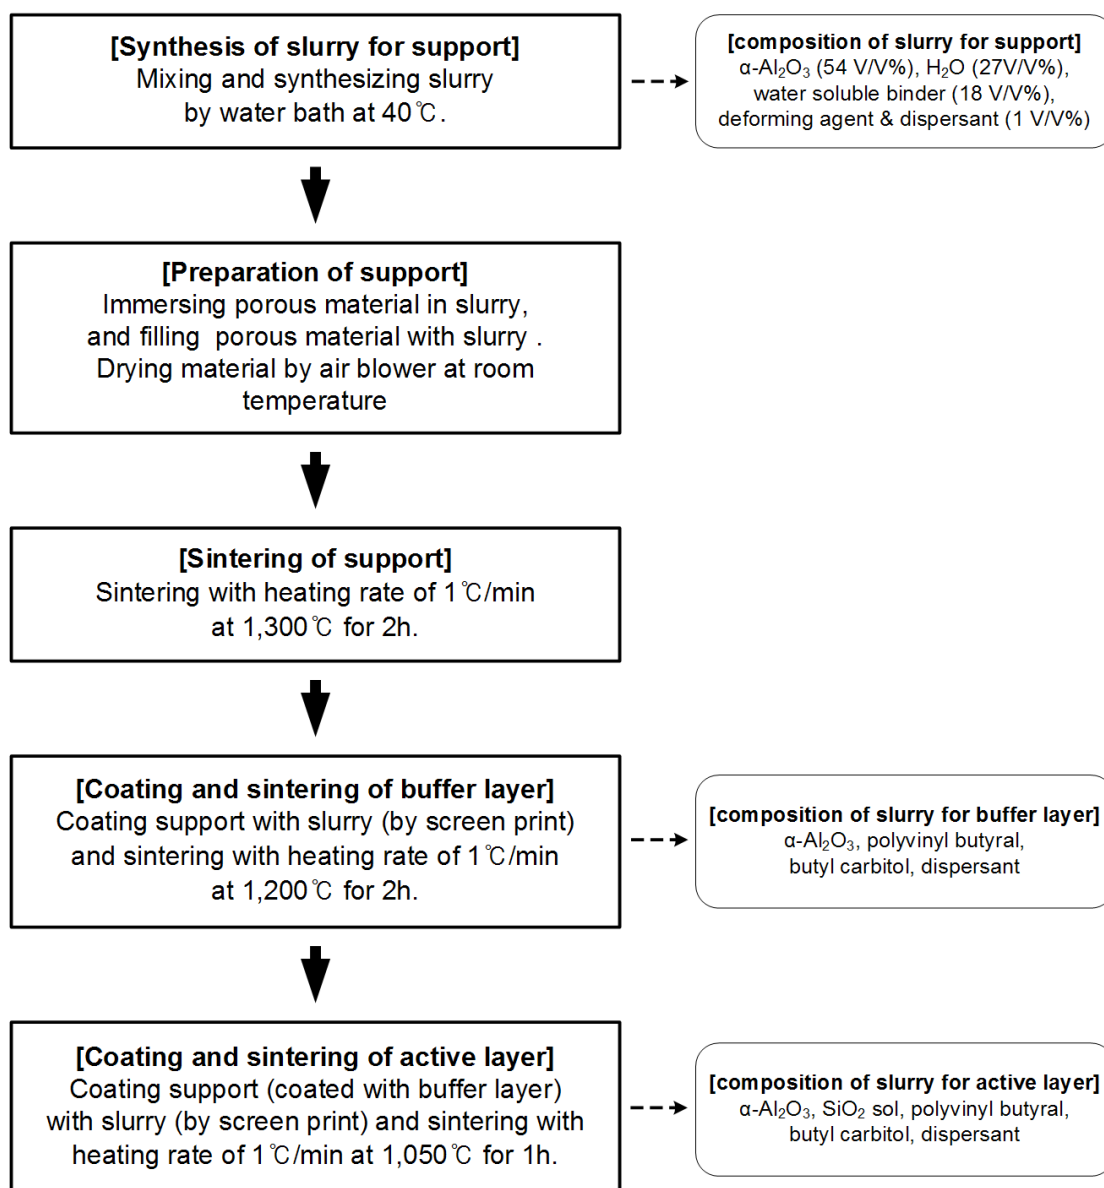 [Synthesis of slurry for support]
Mixing and synthesizing slurry
by water bath at 40℃.
[composition of slurry for support]
α-Al₂O₃ (54 V/V%), H₂O (27V/V%),
water soluble binder (18 V/V%),
deforming agent & dispersant (1 V/V%)
[Preparation of support]
Immersing porous material in slurry,
and filling porous material with slurry .
Drying material by air blower at room
temperature
[Sintering of support]
Sintering with heating rate of 1℃/min
at 1,300℃ for 2h.
[Coating and sintering of buffer layer]
Coating support with slurry (by screen print)
and sintering with heating rate of 1℃/min
at 1,200℃ for 2h.
[composition of slurry for buffer layer]
α-Al₂O₃, polyvinyl butyral,
butyl carbitol, dispersant
[Coating and sintering of active layer]
Coating support (coated with buffer layer)
with slurry (by screen print) and sintering with
heating rate of 1℃/min at 1,050℃ for 1h.
[composition of slurry for active layer]
α-Al₂O₃, SiO₂ sol, polyvinyl butyral,
butyl carbitol, dispersant